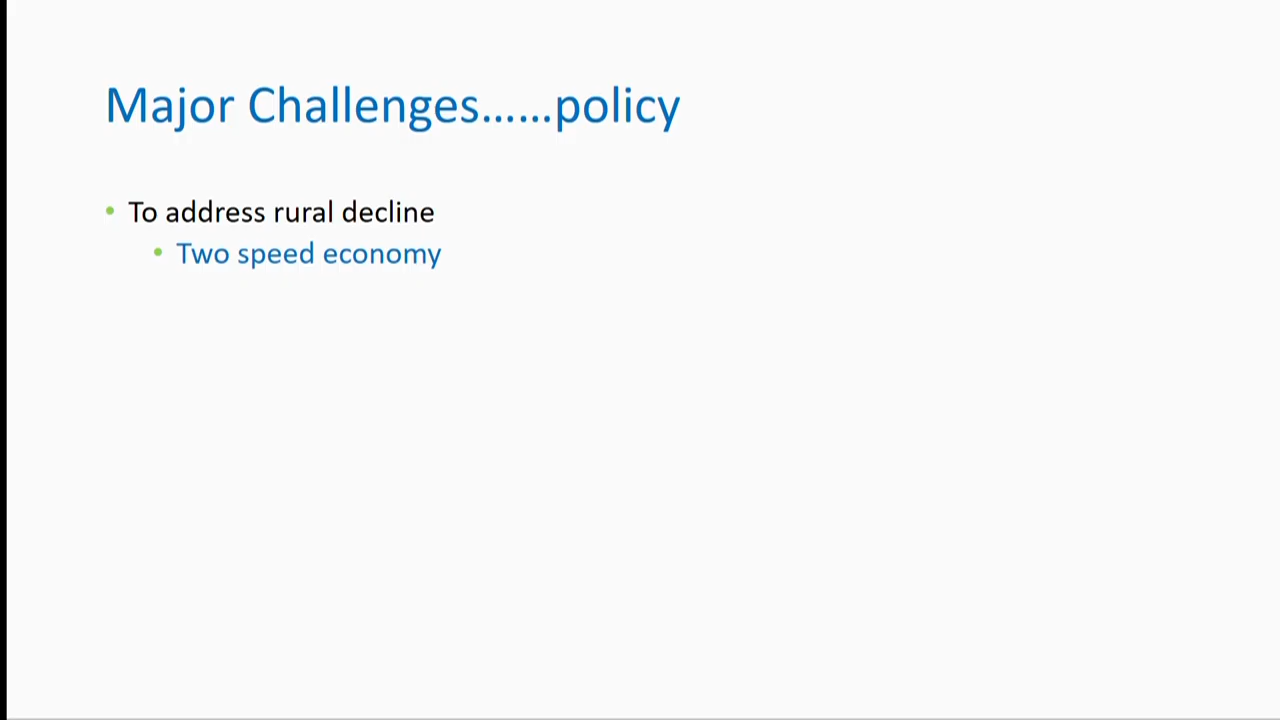 Major Challenges......policy
• To address rural decline
• Two speed economy